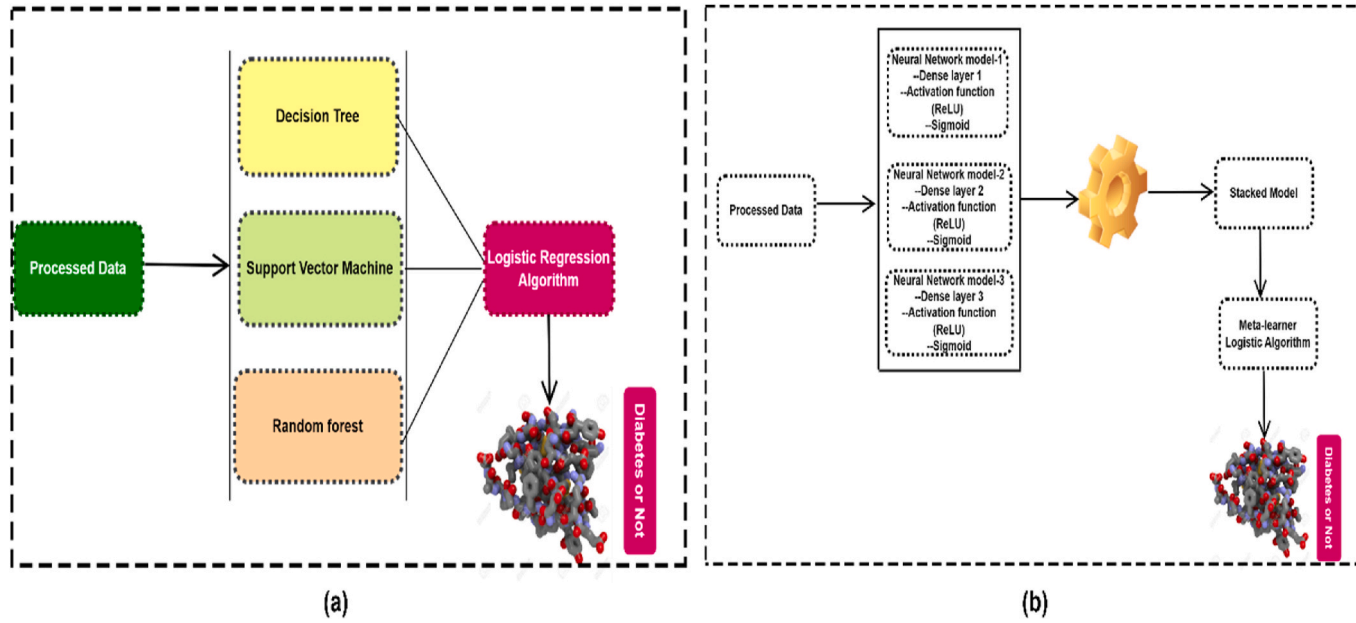 Processed Data
Decision Tree
Support Vector Machine
Random forest
Logistic Regression
Algorithm
Diabetes or Not
(a)
Processed Data
Neural Network model-1
--Dense layer 1
--Activation function
(ReLU)
--Sigmoid
Neural Network model-2
--Dense layer 2
--Activation function
(ReLU)
--Sigmoid
Neural Network model-3
--Dense layer 3
--Activation function
(ReLU)
--Sigmoid
Stacked Model
Meta-learner
Logistic Algorithm
Diabetes or Not
(b)